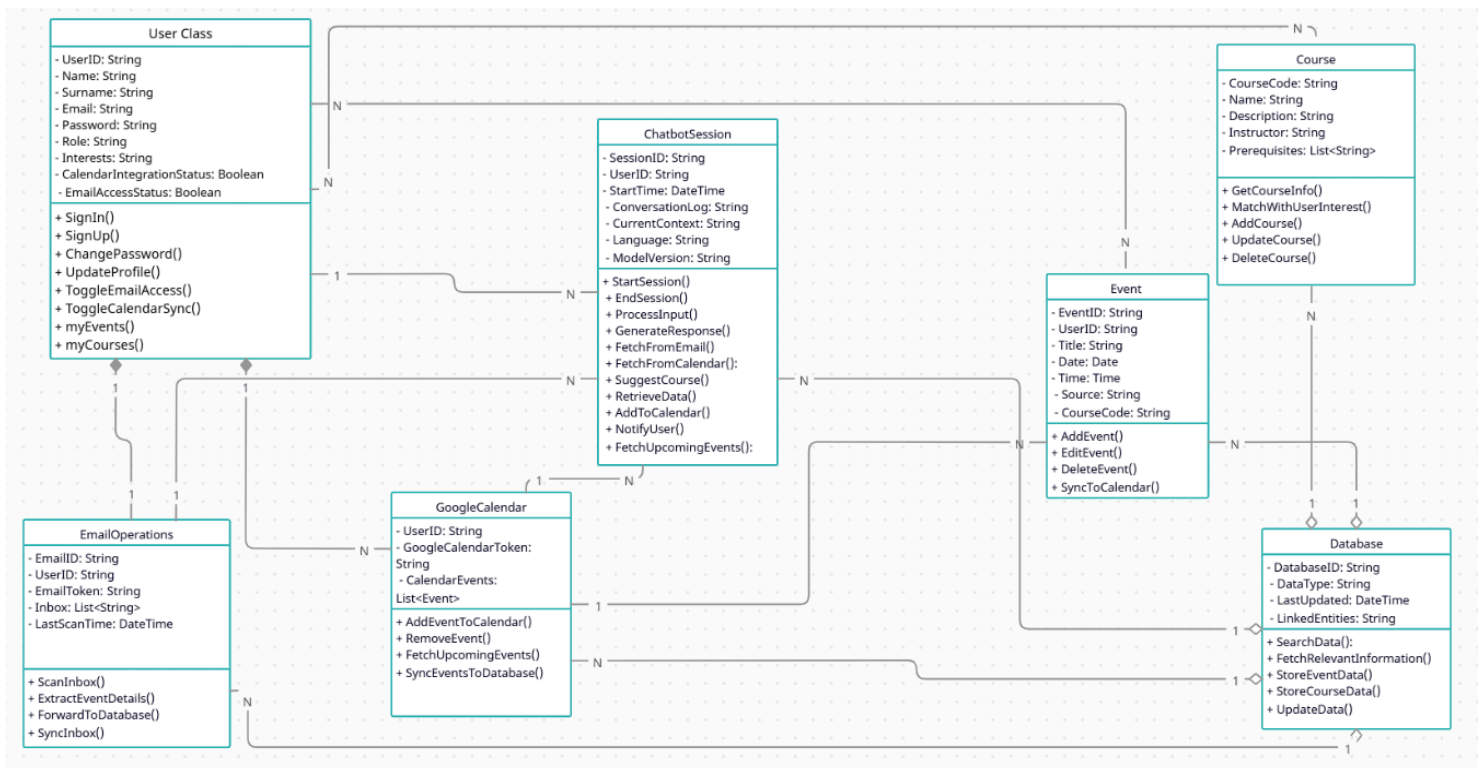 User Class
- UserID: String
- Name: String
- Surname: String
- Email: String
- Password: String
- Role: String
- Interests: String
- CalendarIntegrationStatus: Boolean
- EmailAccessStatus: Boolean
+ SignIn()
+ SignUp()
+ ChangePassword()
+ UpdateProfile()
+ ToggleEmailAccess()
+ ToggleCalendarSync()
+ myEvents()
+ myCourses()
N
N
N
N
1
N
1
1
1
1
N
N
1
N
N
N
1
N
N
1
1
N
1
N
1
N
1
ChatbotSession
- SessionID: String
- UserID: String
- StartTime: DateTime
- ConversationLog: String
- CurrentContext: String
- Language: String
- ModelVersion: String
+ StartSession()
+ EndSession()
+ ProcessInput()
+ GenerateResponse()
+ FetchFromEmail()
+ FetchFromCalendar():
+ SuggestCourse()
+ RetrieveData()
+ AddToCalendar()
+ NotifyUser()
+ FetchUpcomingEvents():
Course
- CourseCode: String
- Name: String
- Description: String
- Instructor: String
- Prerequisites: List<String>
+ GetCourseInfo()
+ MatchWithUserInterest()
+ AddCourse()
+ UpdateCourse()
+ DeleteCourse()
Event
- EventID: String
- UserID: String
- Title: String
- Date: Date
- Time: Time
- Source: String
- CourseCode: String
+ AddEvent()
+ EditEvent()
+ DeleteEvent()
+ SyncToCalendar()
EmailOperations
- EmailID: String
- UserID: String
- EmailToken: String
- Inbox: List<String>
- LastScanTime: DateTime
+ ScanInbox()
+ ExtractEventDetails()
+ ForwardToDatabase()
+ SyncInbox()
GoogleCalendar
- UserID: String
- GoogleCalendarToken:
String
- CalendarEvents:
List<Event>
+ AddEventToCalendar()
+ RemoveEvent()
+ FetchUpcomingEvents()
+ SyncEventsToDatabase()
Database
- DatabaseID: String
- DataType: String
- LastUpdated: DateTime
- LinkedEntities: String
+ SearchData():
+ FetchRelevantInformation()
+ StoreEventData()
+ StoreCourseData()
+ UpdateData()